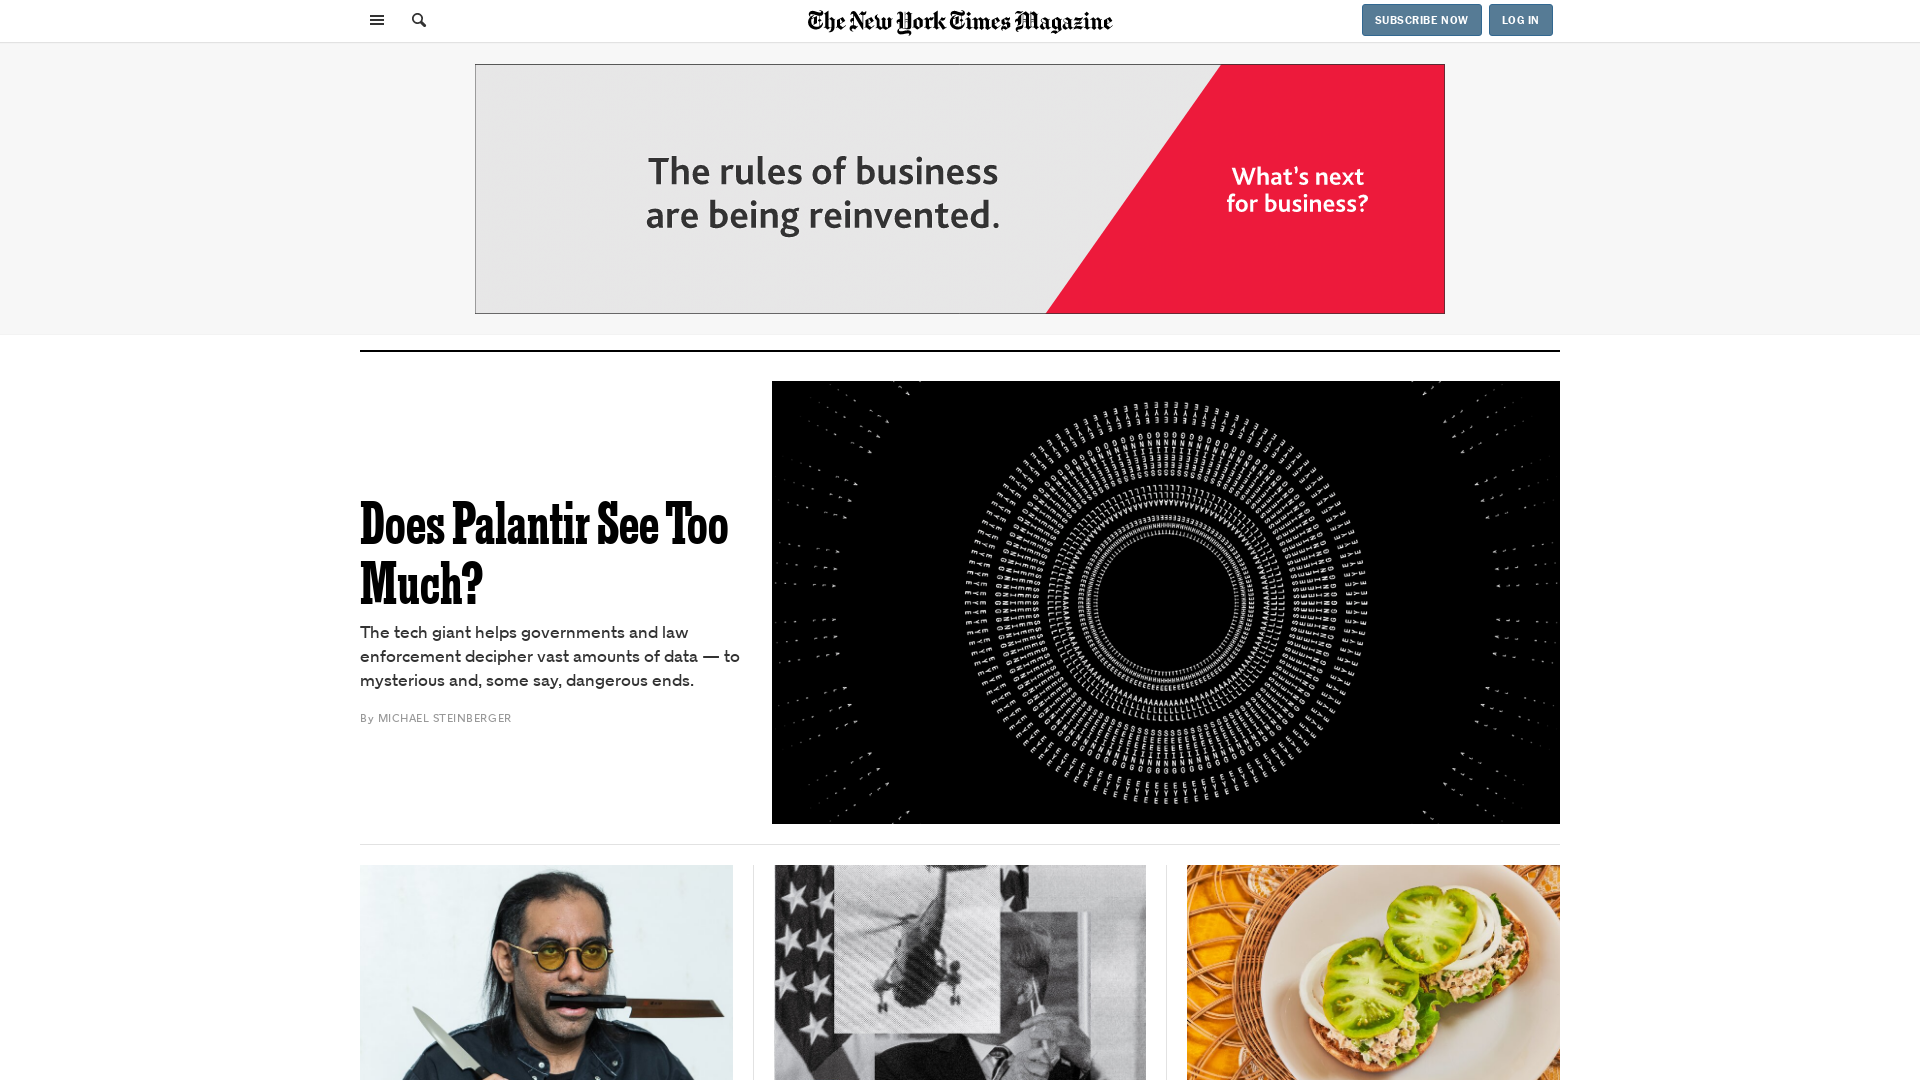 The New York Times Magazine
SUBSCRIBE NOW
LOG IN
The rules of business
are being reinvented.
What's next
for business?
Does Palantir See Too
Much?
The tech giant helps governments and law
enforcement decipher vast amounts of data — to
mysterious and, some say, dangerous ends.
By MICHAEL STEINBERGER